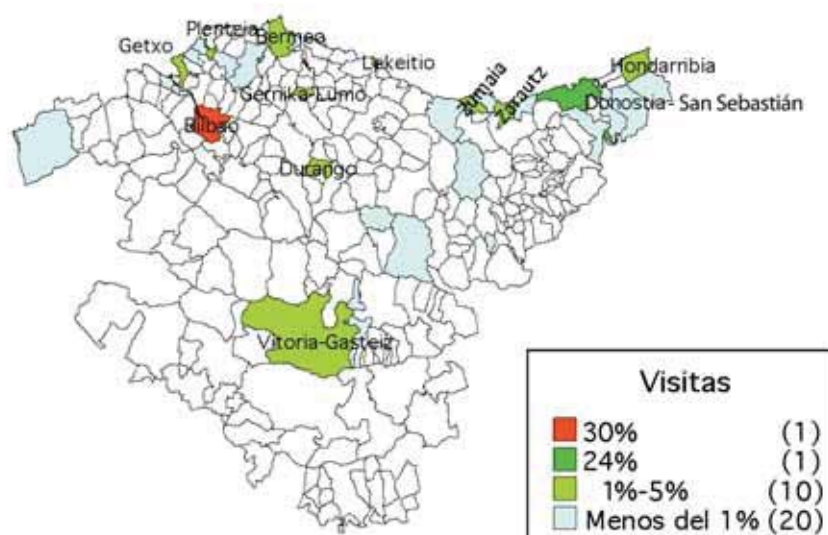 Plentzia
Getxo
Bermeo
Lekeitio
Hondarribia
Zumaia
Zarautz
Gernika-Lumo
Donostia - San Sebastián
Bilbao
Durango
Vitoria-Gasteiz
Visitas
30% (1)
24% (1)
1%-5% (10)
Menos del 1% (20)